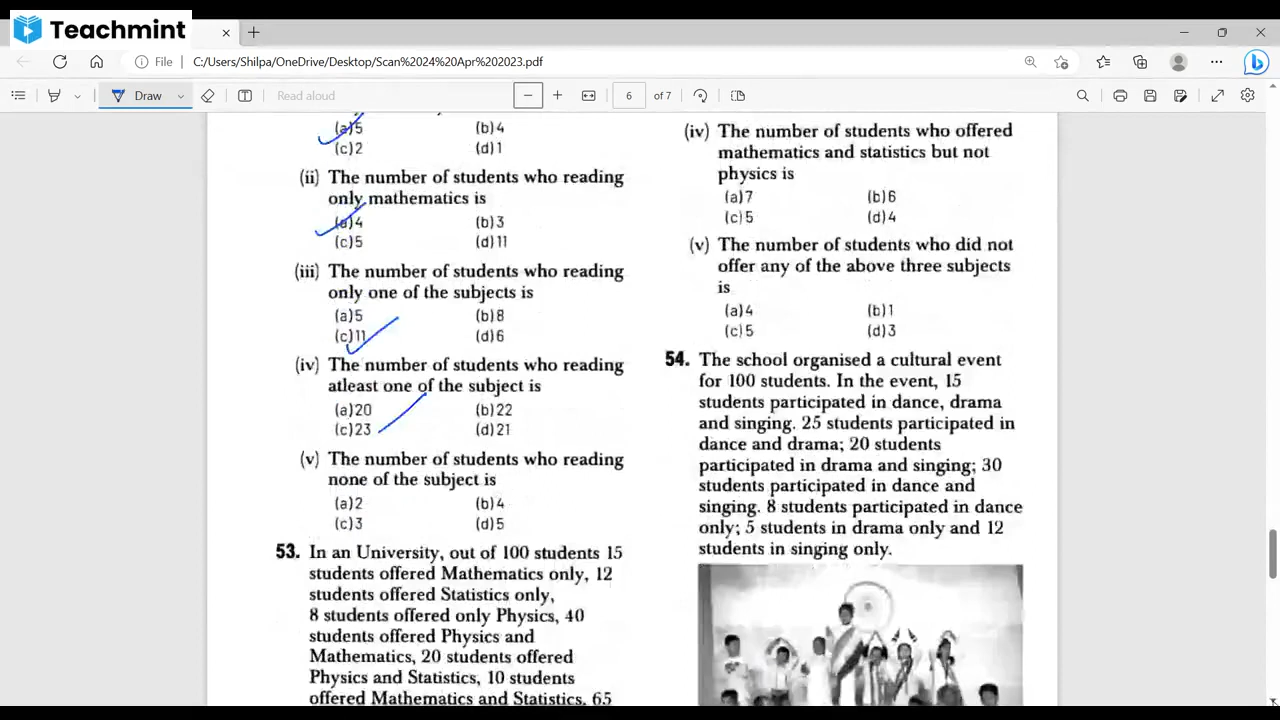 Teachmint
File
C:/Users/Shilpa/OneDrive/Desktop/Scan%2024%20Apr%202023.pdf
Draw
Read aloud
6 of 7
(a) 5 (b) 4
(c) 2 (d) 1
(ii) The number of students who reading
only mathematics is
(a) 4 (b) 3
(c) 5 (d) 11
(iii) The number of students who reading
only one of the subjects is
(a) 5 (b) 8
(c) 11 (d) 6
(iv) The number of students who reading
atleast one of the subject is
(a) 20 (b) 22
(c) 23 (d) 21
(v) The number of students who reading
none of the subject is
(a) 2 (b) 4
(c) 3 (d) 5
53. In an University, out of 100 students 15
students offered Mathematics only, 12
students offered Statistics only,
8 students offered only Physics, 40
students offered Physics and
Mathematics, 20 students offered
Physics and Statistics, 10 students
offered Mathematics and Statistics, 65
(iv) The number of students who offered
mathematics and statistics but not
physics is
(a) 7 (b) 6
(c) 5 (d) 4
(v) The number of students who did not
offer any of the above three subjects
is
(a) 4 (b) 1
(c) 5 (d) 3
54. The school organised a cultural event
for 100 students. In the event, 15
students participated in dance, drama
and singing. 25 students participated in
dance and drama; 20 students
participated in drama and singing; 30
students participated in dance and
singing. 8 students participated in dance
only; 5 students in drama only and 12
students in singing only.